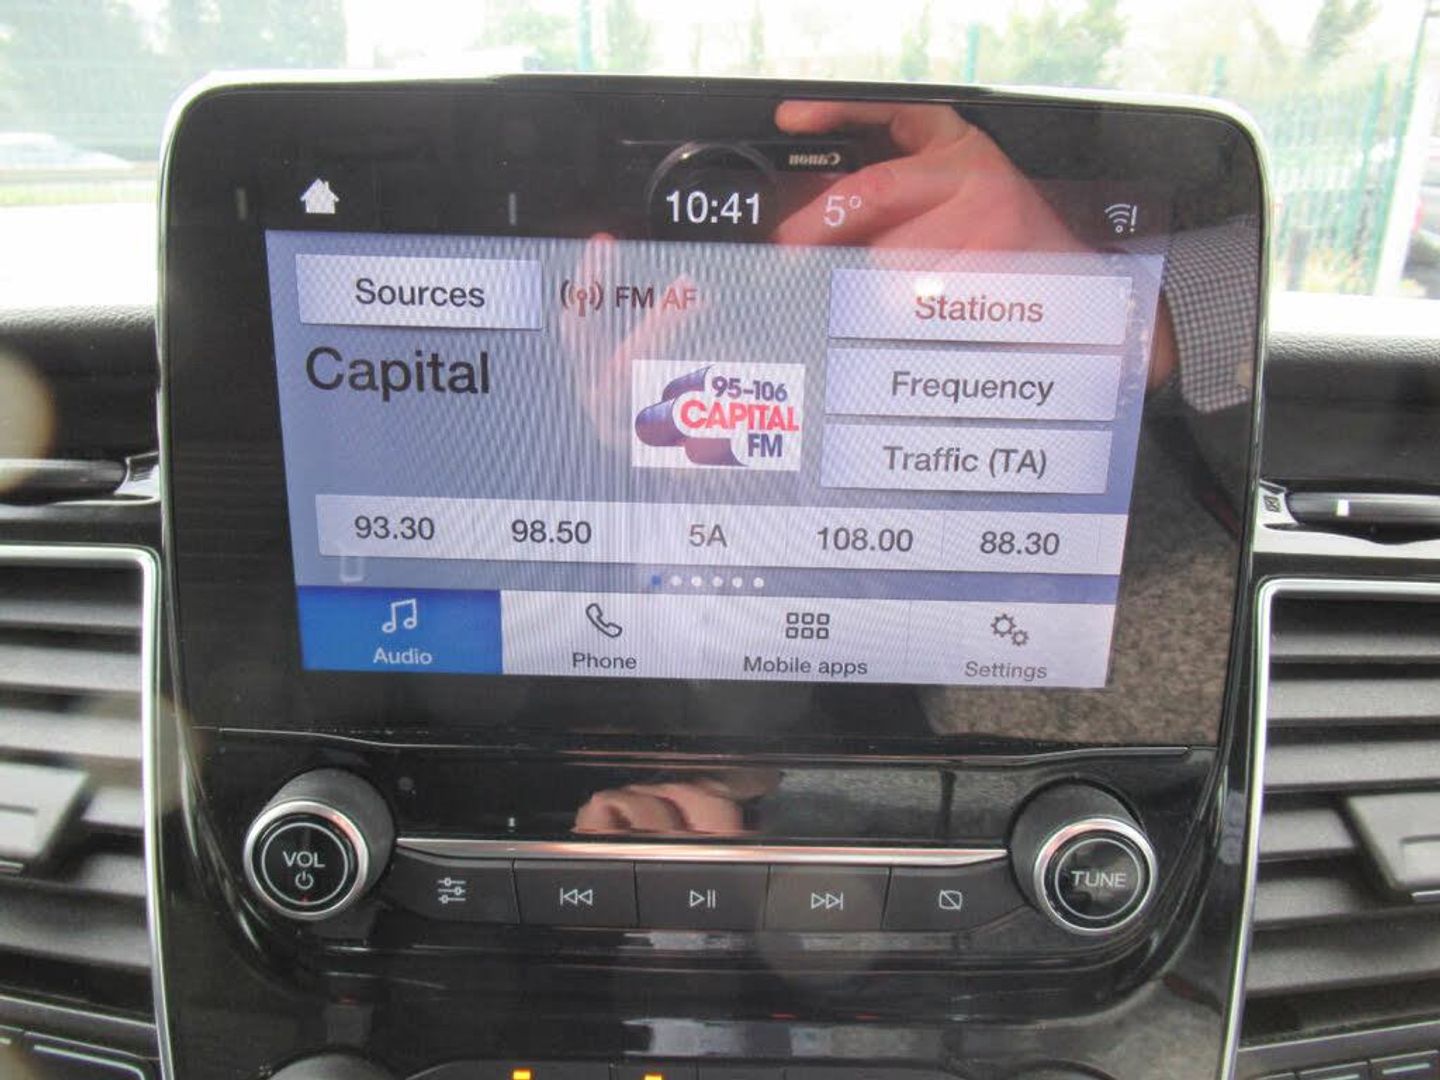 Canon
10:41 5°
Sources FM AF Stations
Capital
95-106
CAPITAL
FM
Frequency
Traffic (TA)
93.30 98.50 5A 108.00 88.30
Audio Phone Mobile apps Settings
VOL TUNE